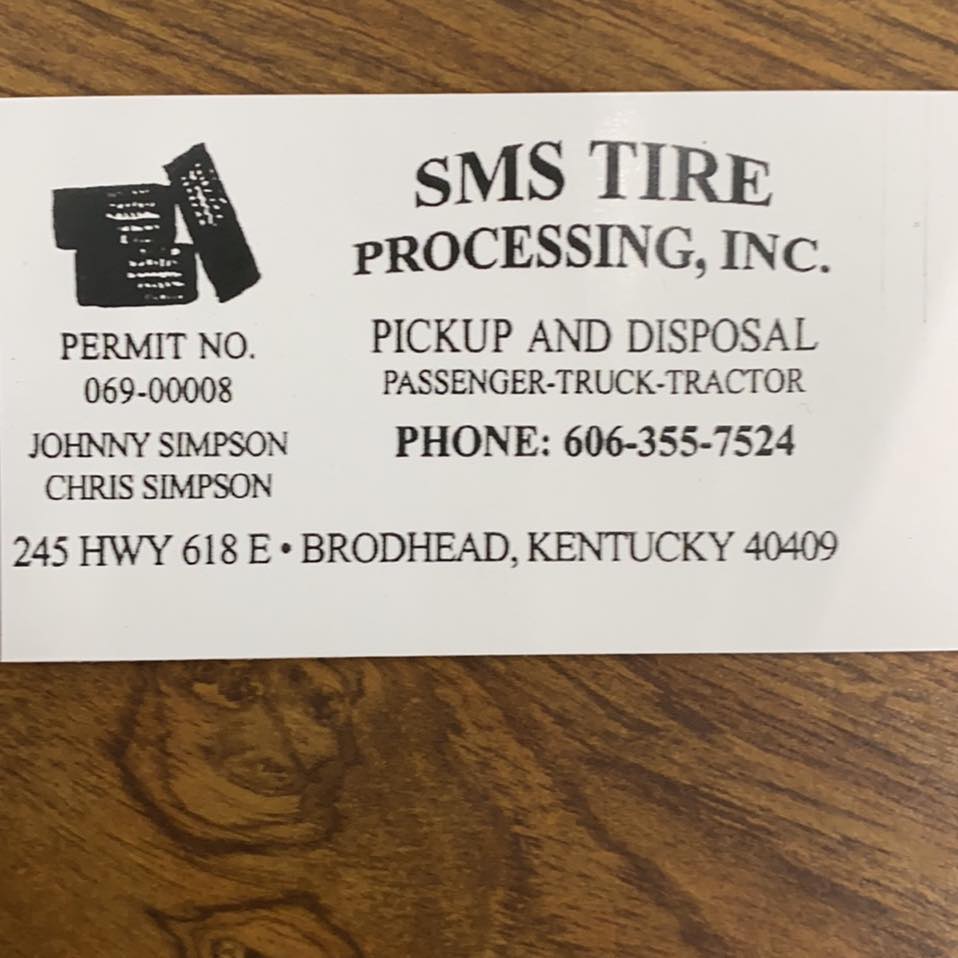 SMS TIRE
PROCESSING, INC.
PICKUP AND DISPOSAL
PASSENGER-TRUCK-TRACTOR
PHONE: 606-355-7524
PERMIT NO.
069-00008
JOHNNY SIMPSON
CHRIS SIMPSON
245 HWY 618 E • BRODHEAD, KENTUCKY 40409